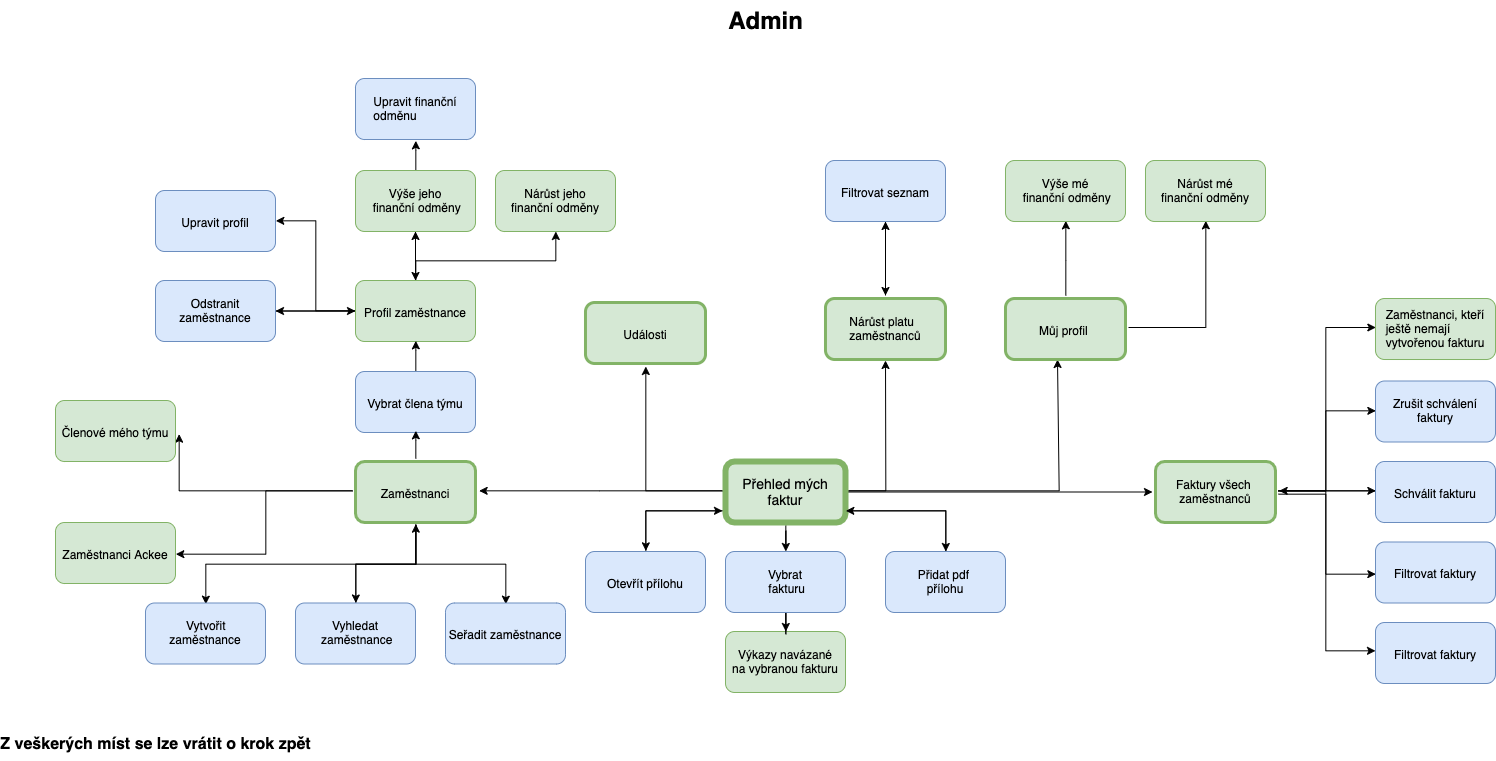 Admin
Upravit finanční
odměnu
Výše jeho
finanční odměny
Nárůst jeho
finanční odměny
Filtrovat seznam
Výše mé
finanční odměny
Nárůst mé
finanční odměny
Upravit profil
Odstranit
zaměstnance
Profil zaměstnance
Události
Nárůst platu
zaměstnanců
Můj profil
Zaměstnanci, kteří
ještě nemají
vytvořenou fakturu
Vybrat člena týmu
Zrušit schválení
faktury
Členové mého týmu
Zaměstnanci
Přehled mých
faktur
Faktury všech
zaměstnanců
Schválit fakturu
Zaměstnanci Ackee
Otevřít přílohu
Vybrat
fakturu
Přidat pdf
přílohu
Filtrovat faktury
Vytvořit
zaměstnance
Vyhledat
zaměstnance
Seřadit zaměstnance
Výkazy navázané
na vybranou fakturu
Filtrovat faktury
Z veškerých míst se lze vrátit o krok zpět